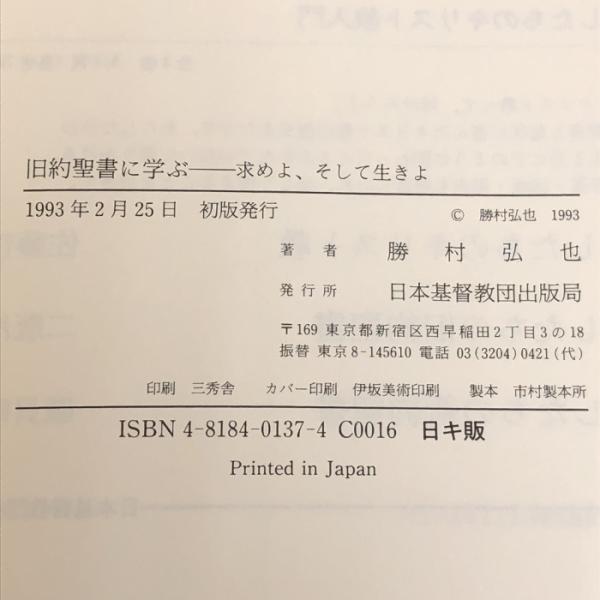 旧約聖書に学ぶ――求めよ、そして生きよ
1993年2月25日 初版発行
© 勝村弘也 1993
著者 勝村弘也
発行所 日本基督教団出版局
〒169 東京都新宿区西早稲田2丁目3の18
振替 東京8-145610 電話 03(3204)0421(代)
印刷 三秀舎 カバー印刷 伊坂美術印刷 製本 市村製本所
ISBN 4-8184-0137-4 C0016 日キ販
Printed in Japan